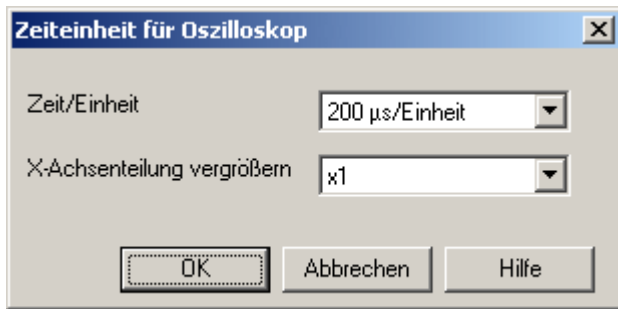 Zeiteinheit für Oszilloskop
Zeit/Einheit
200 µs/Einheit
X-Achsenteilung vergrößern
x1
OK
Abbrechen
Hilfe